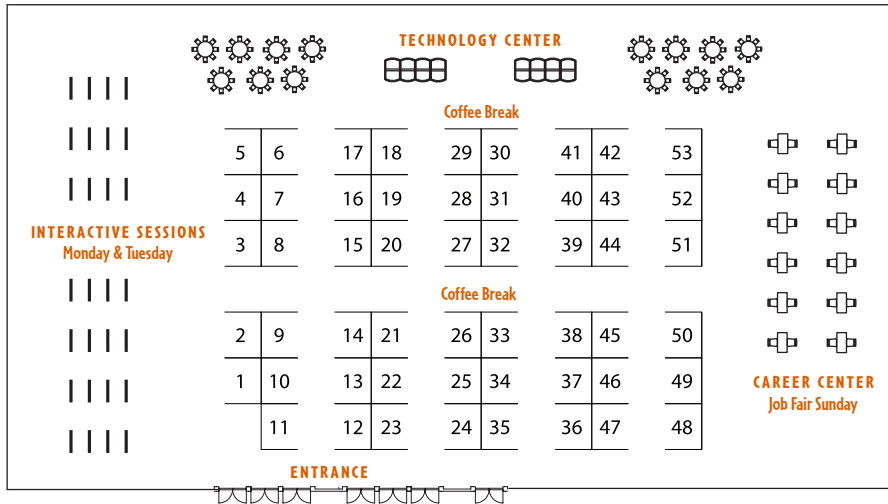 TECHNOLOGY CENTER
Coffee Break
5 6 17 18 29 30 41 42 53
4 7 16 19 28 31 40 43 52
INTERACTIVE SESSIONS
Monday & Tuesday
3 8 15 20 27 32 39 44 51
Coffee Break
2 9 14 21 26 33 38 45 50
1 10 13 22 25 34 37 46 49
CAREER CENTER
Job Fair Sunday
11 12 23 24 35 36 47 48
ENTRANCE